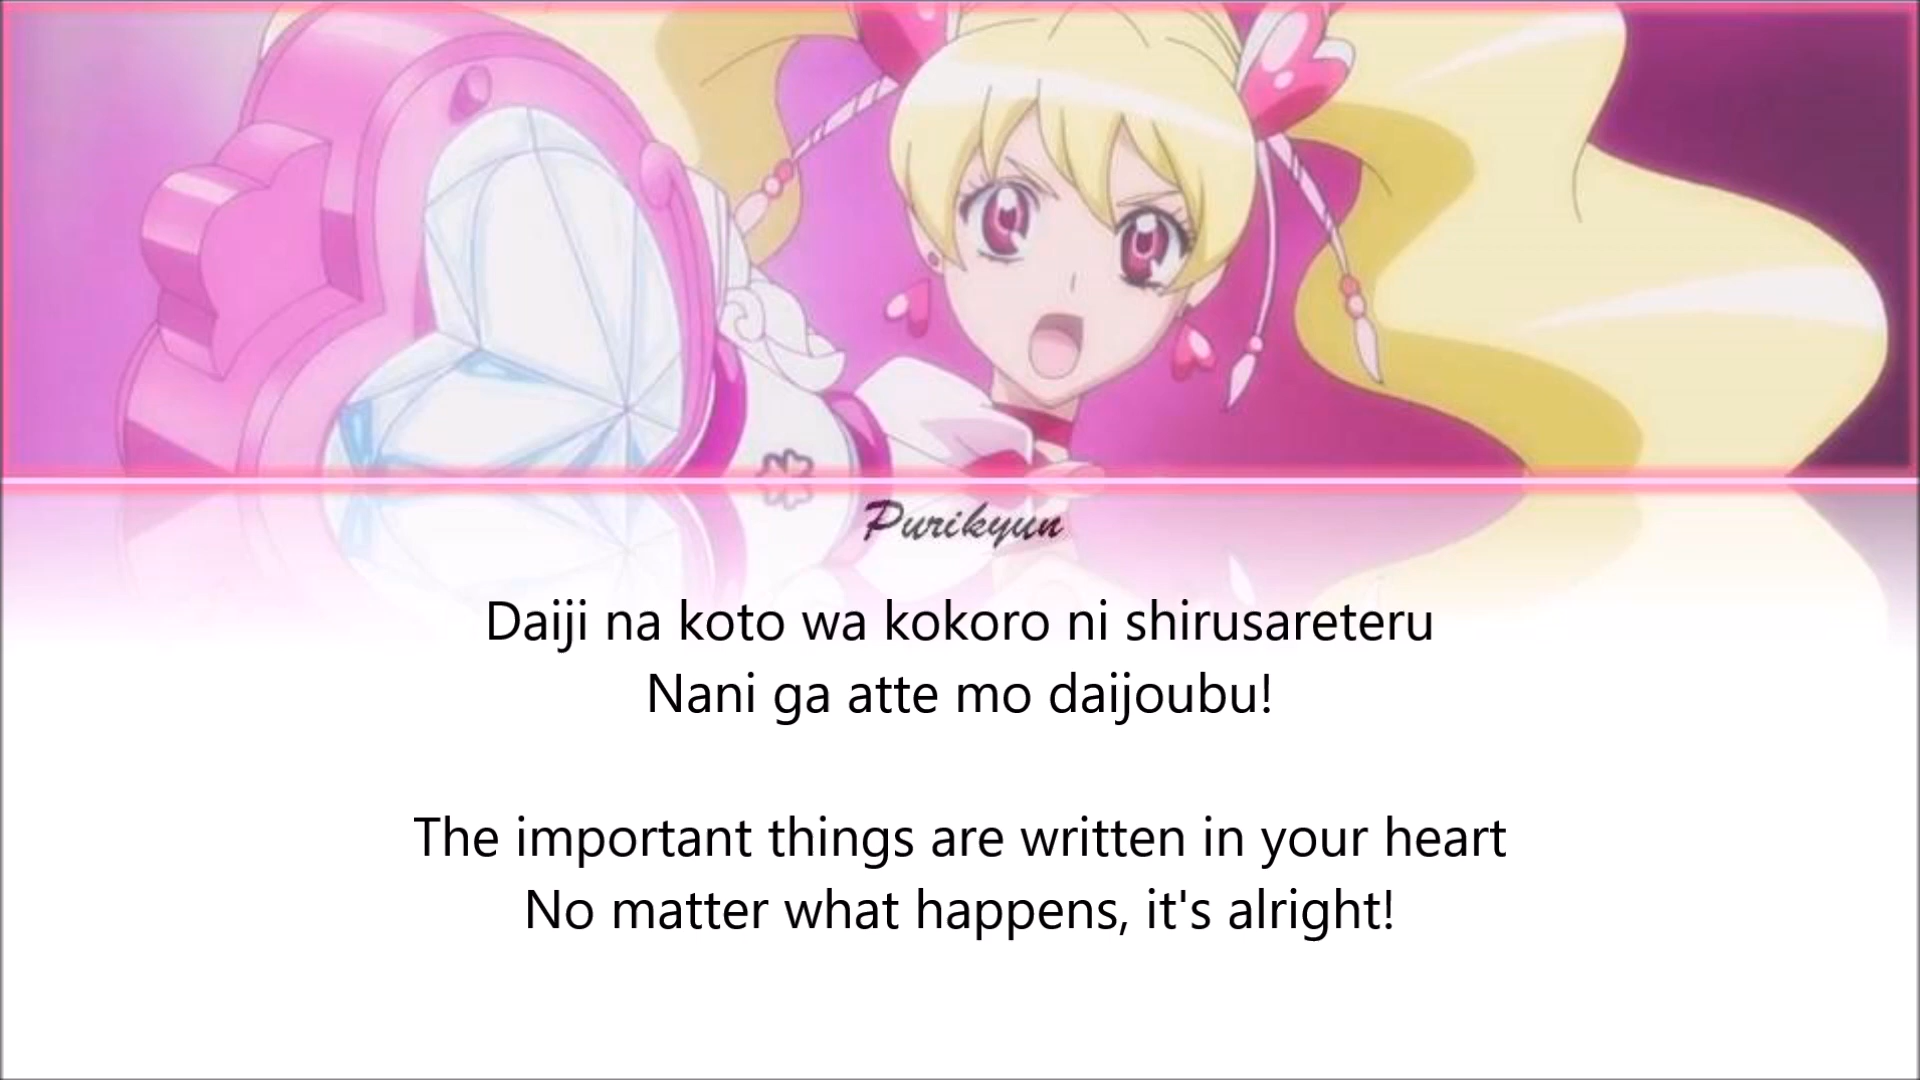 Purikyun
Daiji na koto wa kokoro ni shirusareteru
Nani ga atte mo daijoubu!
The important things are written in your heart
No matter what happens, it's alright!